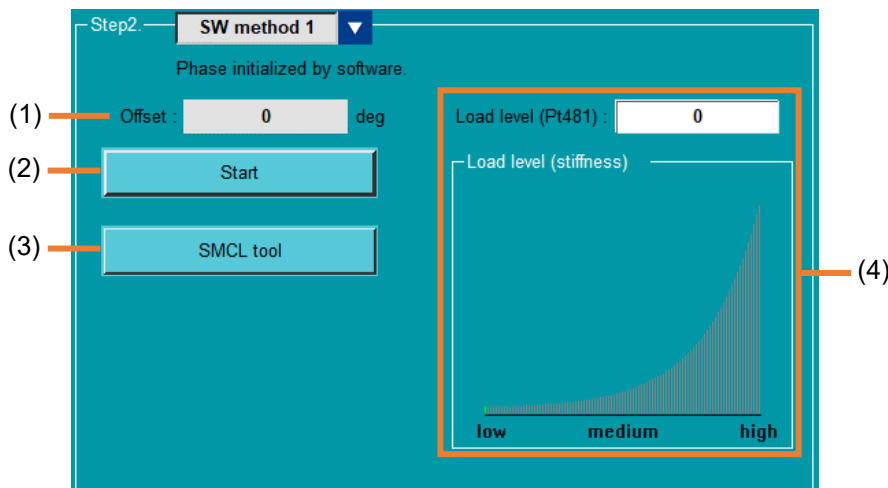 Step2. SW method 1
Phase initialized by software.
(1) Offset : 0 deg
(2) Start
(3) SMCL tool
Load level (Pt481) : 0
Load level (stiffness)
(4)
low medium high